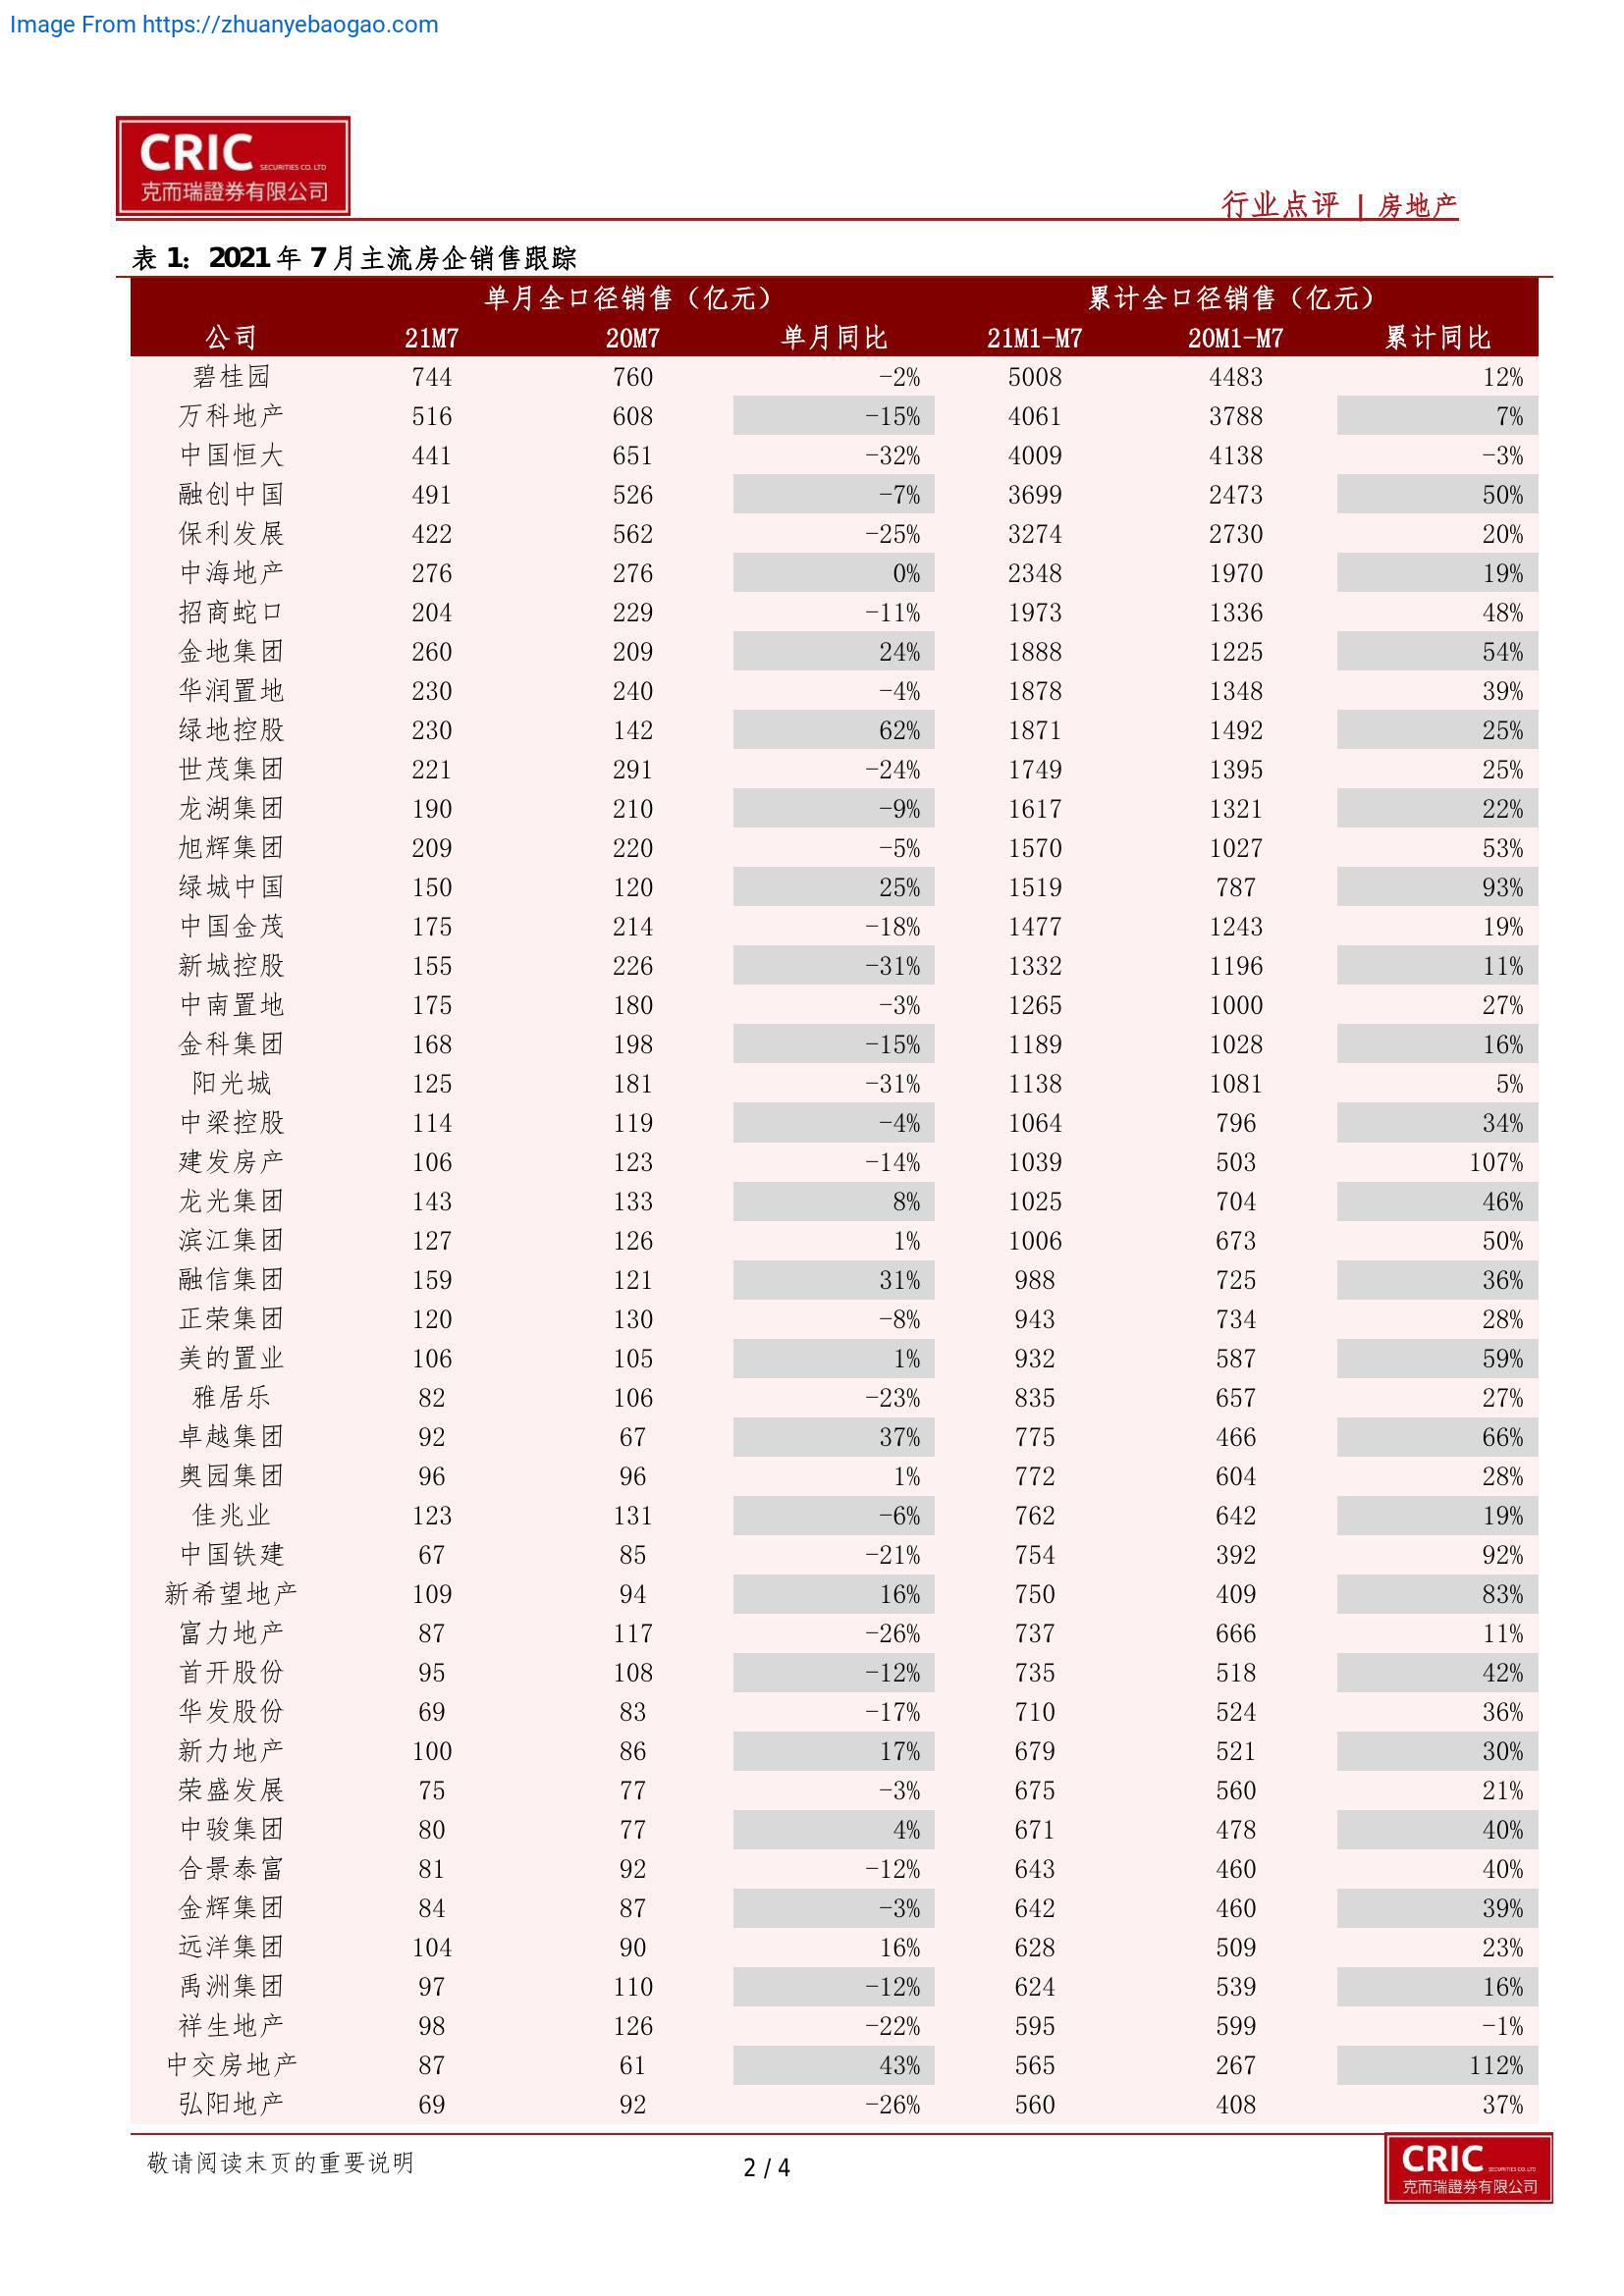 Image From https://zhuanyebaogao.com
CRIC SECURITIES CO. LTD
克而瑞證券有限公司
行业点评 | 房地产
表 1: 2021 年 7 月主流房企销售跟踪
单月全口径销售（亿元） 累计全口径销售（亿元）
公司 21M7 20M7 单月同比 21M1-M7 20M1-M7 累计同比
碧桂园 744 760 -2% 5008 4483 12%
万科地产 516 608 -15% 4061 3788 7%
中国恒大 441 651 -32% 4009 4138 -3%
融创中国 491 526 -7% 3699 2473 50%
保利发展 422 562 -25% 3274 2730 20%
中海地产 276 276 0% 2348 1970 19%
招商蛇口 204 229 -11% 1973 1336 48%
金地集团 260 209 24% 1888 1225 54%
华润置地 230 240 -4% 1878 1348 39%
绿地控股 230 142 62% 1871 1492 25%
世茂集团 221 291 -24% 1749 1395 25%
龙湖集团 190 210 -9% 1617 1321 22%
旭辉集团 209 220 -5% 1570 1027 53%
绿城中国 150 120 25% 1519 787 93%
中国金茂 175 214 -18% 1477 1243 19%
新城控股 155 226 -31% 1332 1196 11%
中南置地 175 180 -3% 1265 1000 27%
金科集团 168 198 -15% 1189 1028 16%
阳光城 125 181 -31% 1138 1081 5%
中梁控股 114 119 -4% 1064 796 34%
建发房产 106 123 -14% 1039 503 107%
龙光集团 143 133 8% 1025 704 46%
滨江集团 127 126 1% 1006 673 50%
融信集团 159 121 31% 988 725 36%
正荣集团 120 130 -8% 943 734 28%
美的置业 106 105 1% 932 587 59%
雅居乐 82 106 -23% 835 657 27%
卓越集团 92 67 37% 775 466 66%
奥园集团 96 96 1% 772 604 28%
佳兆业 123 131 -6% 762 642 19%
中国铁建 67 85 -21% 754 392 92%
新希望地产 109 94 16% 750 409 83%
富力地产 87 117 -26% 737 666 11%
首开股份 95 108 -12% 735 518 42%
华发股份 69 83 -17% 710 524 36%
新力地产 100 86 17% 679 521 30%
荣盛发展 75 77 -3% 675 560 21%
中骏集团 80 77 4% 671 478 40%
合景泰富 81 92 -12% 643 460 40%
金辉集团 84 87 -3% 642 460 39%
远洋集团 104 90 16% 628 509 23%
禹洲集团 97 110 -12% 624 539 16%
祥生地产 98 126 -22% 595 599 -1%
中交房地产 87 61 43% 565 267 112%
弘阳地产 69 92 -26% 560 408 37%
敬请阅读末页的重要说明
2 / 4
CRIC SECURITIES CO. LTD
克而瑞證券有限公司